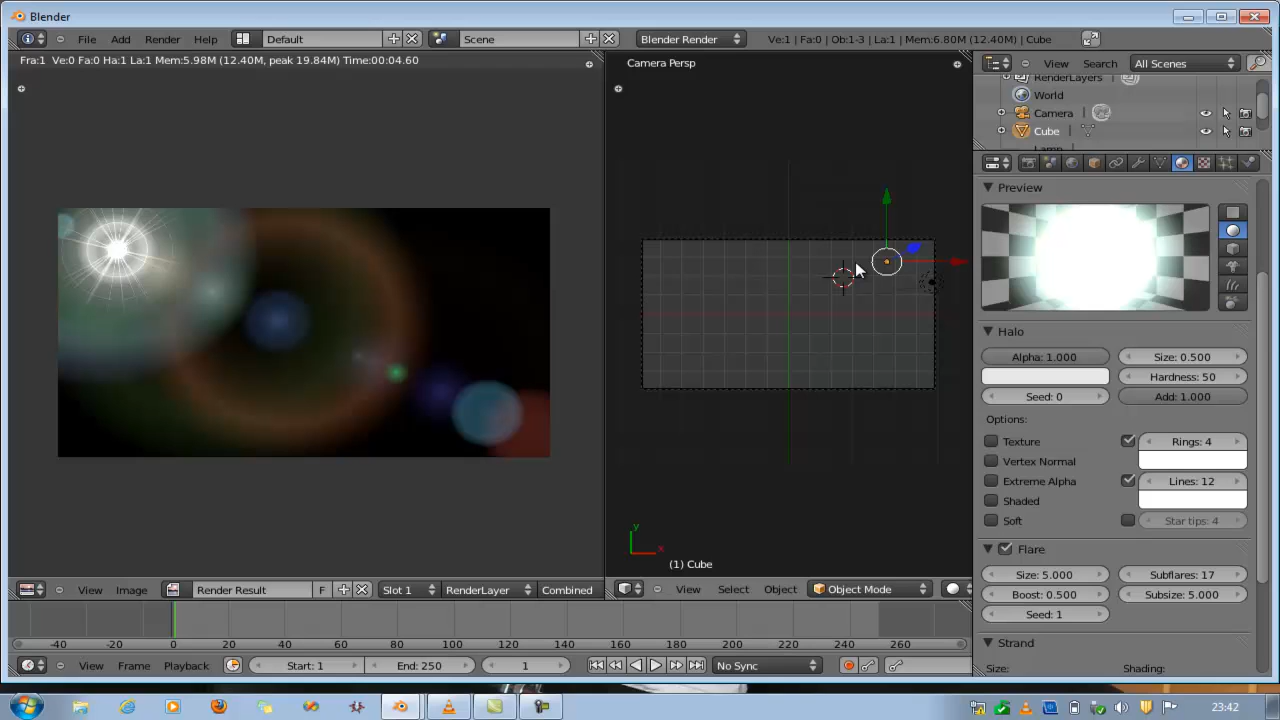 Blender
File Add Render Help Default Scene Blender Render Ve:1 | Fa:0 | Ob:1-3 | La:1 | Mem:6.80M (12.40M) | Cube
Fra:1 Ve:0 Fa:0 Ha:1 La:1 Mem:5.98M (12.40M, peak 19.84M) Time:00:04.60
Camera Persp
View Search All Scenes
RenderLayers
World
Camera
Cube
Preview
Halo
Alpha: 1.000 Size: 0.500
Hardness: 50
Seed: 0 Add: 1.000
Options:
Texture Rings: 4
Vertex Normal
Extreme Alpha Lines: 12
Shaded
Soft Star tips: 4
Flare
Size: 5.000 Subflares: 17
Boost: 0.500 Subsize: 5.000
Seed: 1
Strand
Size: Shading:
y
x
(1) Cube
View Image Render Result F Slot 1 RenderLayer Combined
View Select Object Object Mode
-40 -20 0 20 40 60 80 100 120 140 160 180 200 220 240 260
View Frame Playback Start: 1 End: 250 1 No Sync
23:42